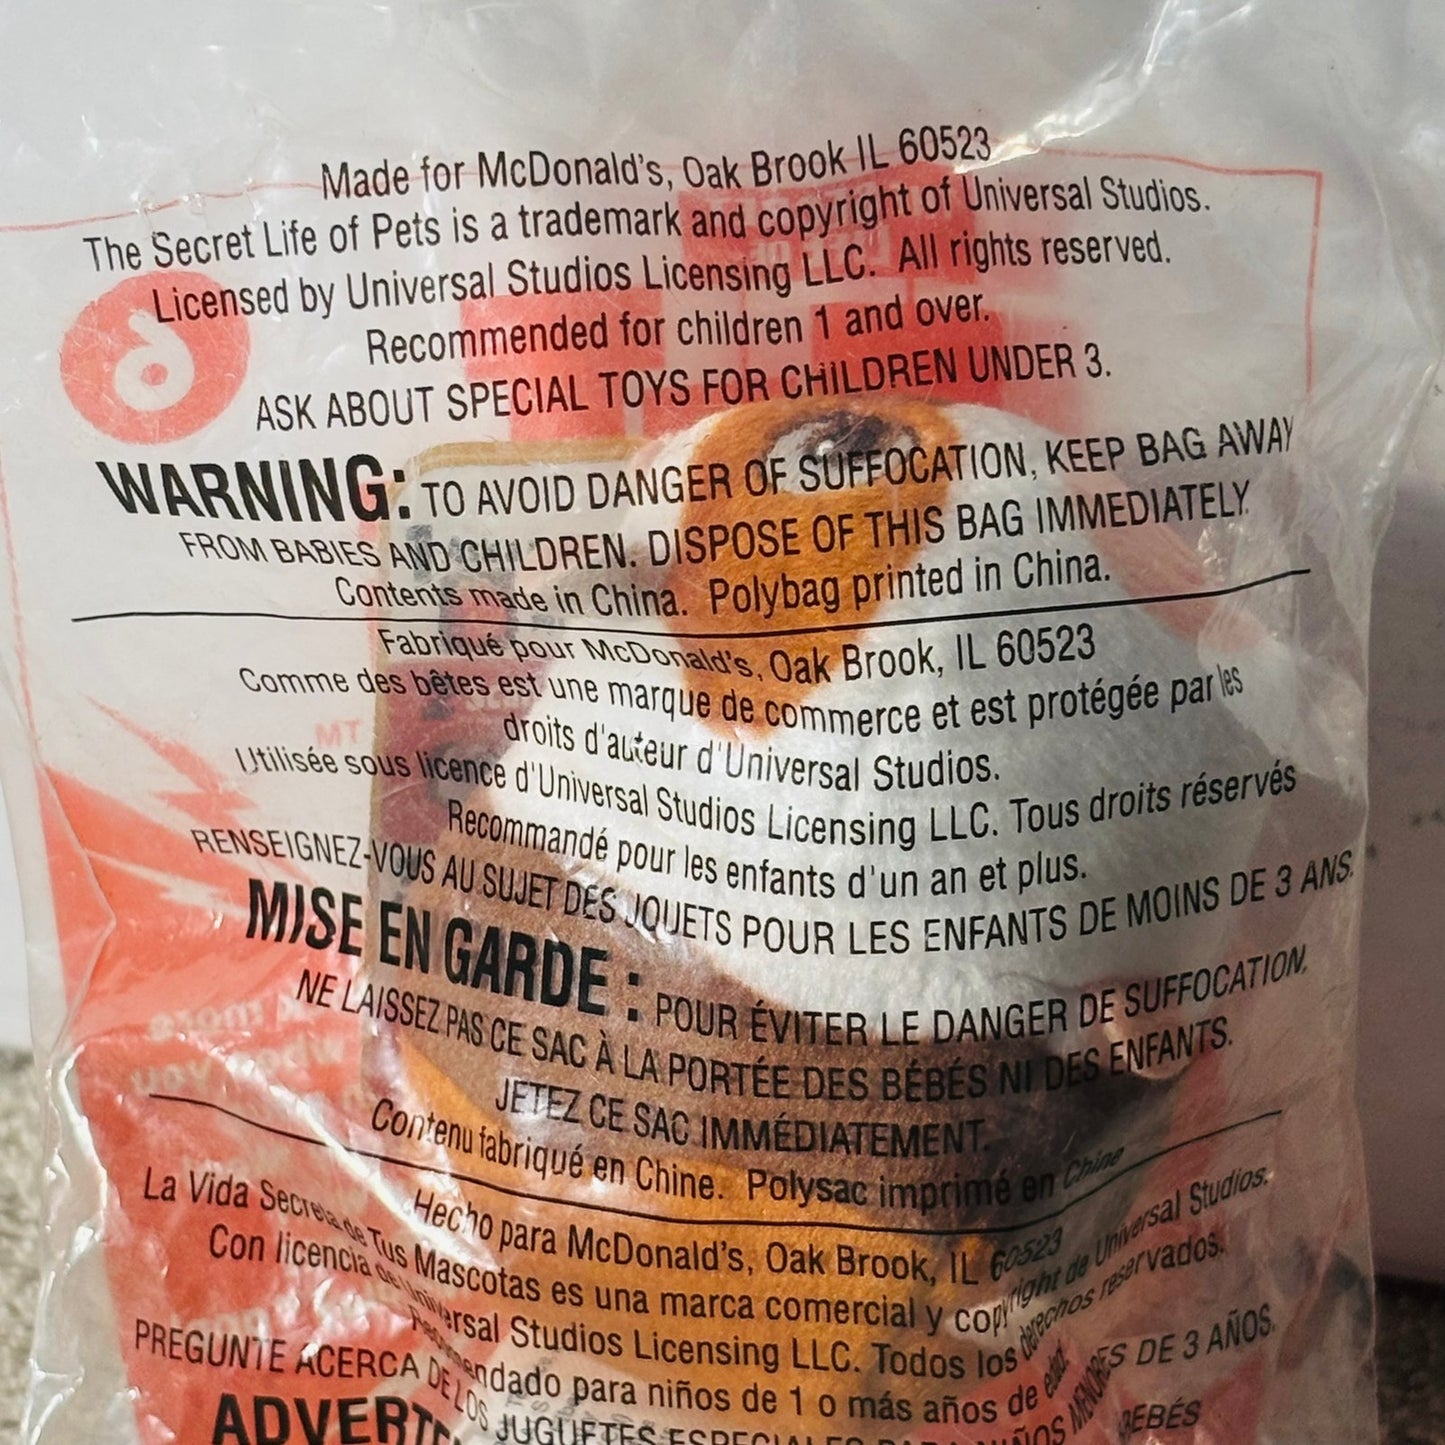 Made for McDonald's, Oak Brook IL 60523
The Secret Life of Pets is a trademark and copyright of Universal Studios.
Licensed by Universal Studios Licensing LLC. All rights reserved.
Recommended for children 1 and over.
ASK ABOUT SPECIAL TOYS FOR CHILDREN UNDER 3.
WARNING: TO AVOID DANGER OF SUFFOCATION, KEEP BAG AWAY
FROM BABIES AND CHILDREN. DISPOSE OF THIS BAG IMMEDIATELY.
Contents made in China. Polybag printed in China.
Fabriqué pour McDonald's, Oak Brook, IL 60523
Comme des bêtes est une marque de commerce et est protégée par les
droits d'auteur d'Universal Studios.
MT
Utilisée sous licence d'Universal Studios Licensing LLC. Tous droits réservés
Recommandé pour les enfants d'un an et plus.
RENSEIGNEZ-VOUS AU SUJET DES JOUETS POUR LES ENFANTS DE MOINS DE 3 ANS.
MISE EN GARDE : POUR ÉVITER LE DANGER DE SUFFOCATION,
NE LAISSEZ PAS CE SAC À LA PORTÉE DES BÉBÉS NI DES ENFANTS.
JETEZ CE SAC IMMÉDIATEMENT.
Contenu fabriqué en Chine. Polysac imprimé en Chine
Hecho para McDonald's, Oak Brook, IL 60523
La Vida Secreta de Tus Mascotas es una marca comercial y copyright de Universal Studios.
Con licencia de Universal Studios Licensing LLC. Todos los derechos reservados.
Recomendado para niños de 1 o más años de edad.
PREGUNTE ACERCA DE LOS JUGUETES ESPECIALES PARA NIÑOS MENORES DE 3 AÑOS.
BEBÉS